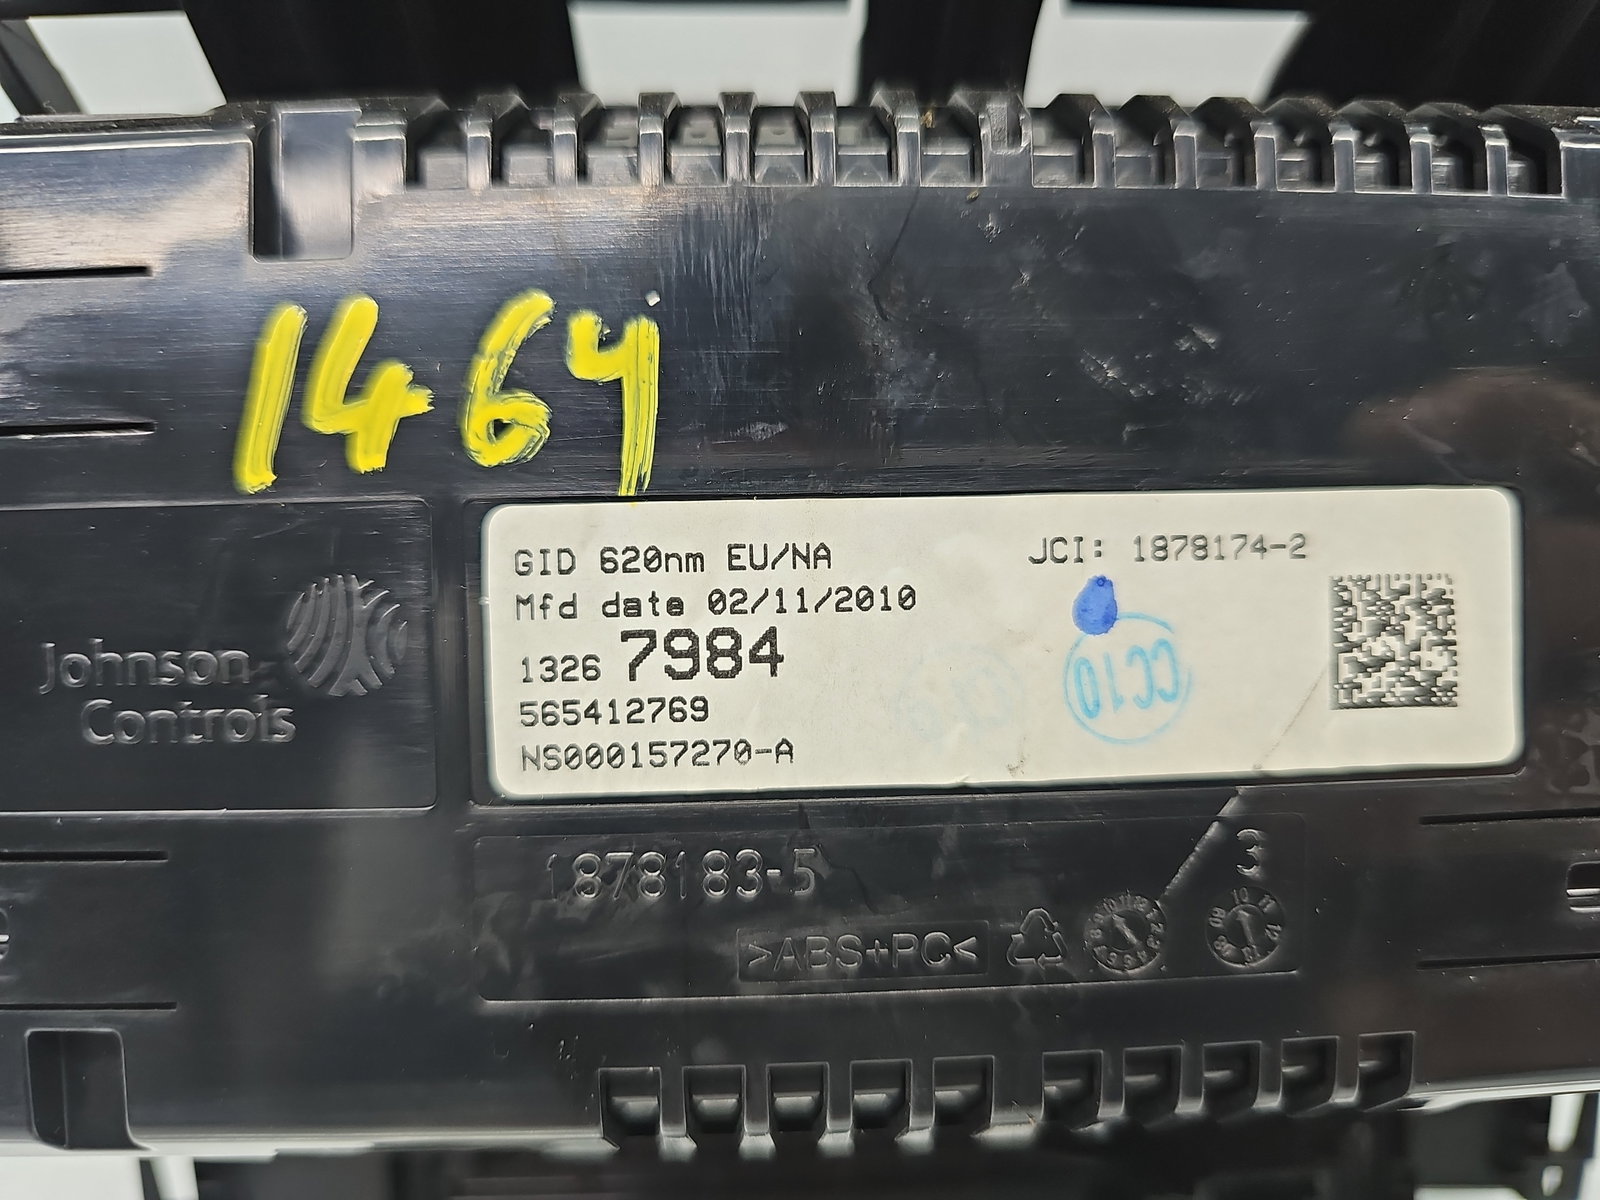 1464
GID 620nm EU/NA
JCI: 1878174-2
Mfd date 02/11/2010
1326 7984
565412769
NS000157270-A
CC10
Johnson
Controls
1878183-5
3
>ABS+PC<